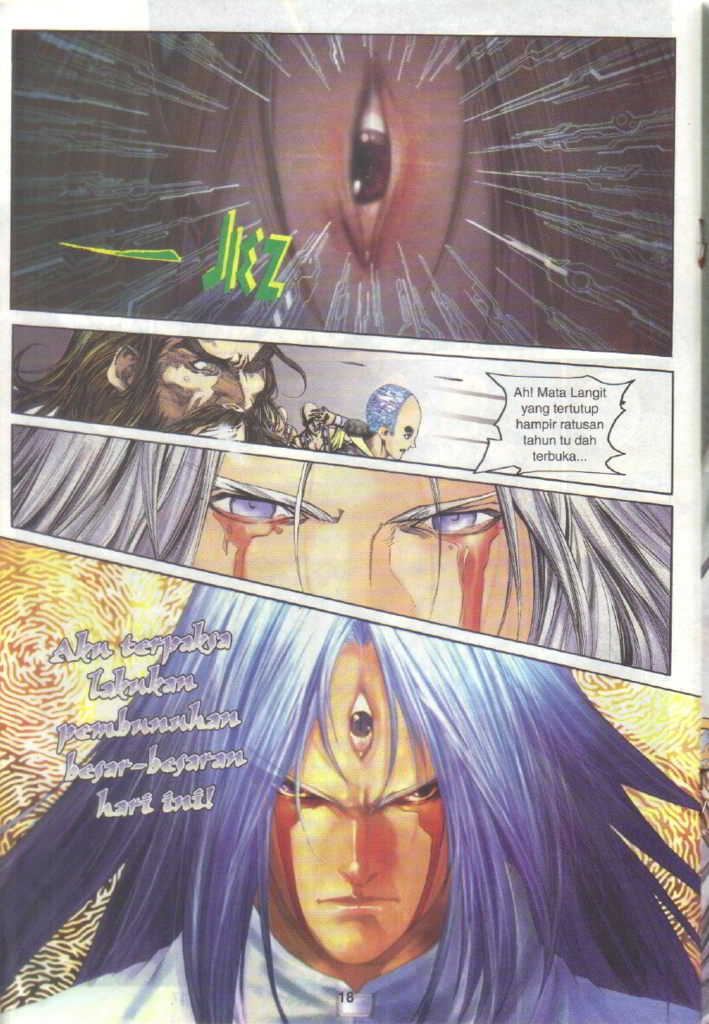 JIEZ
Ah! Mata Langit
yang tertutup
hampir ratusan
tahun tu dah
terbuka...
Aku terpaksa
lakukan
pembunuhan
besar-besaran
hari ini!
18